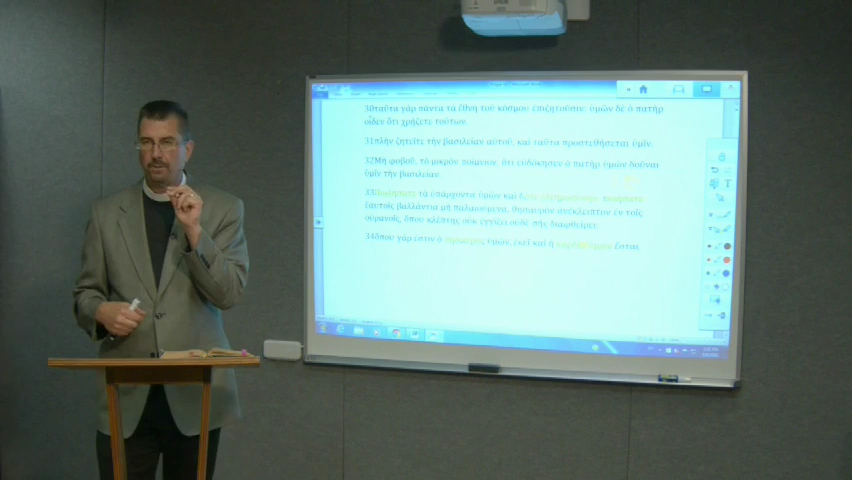 30ταῦτα γὰρ πάντα τὰ ἔθνη τοῦ κόσμου ἐπιζητοῦσιν· ὑμῶν δὲ ὁ πατὴρ
οἶδεν ὅτι χρῄζετε τούτων.
31πλὴν ζητεῖτε τὴν βασιλείαν αὐτοῦ, καὶ ταῦτα προστεθήσεται ὑμῖν.
32Μὴ φοβοῦ, τὸ μικρὸν ποίμνιον, ὅτι εὐδόκησεν ὁ πατὴρ ὑμῶν δοῦναι
ὑμῖν τὴν βασιλείαν.
33Πωλήσατε τὰ ὑπάρχοντα ὑμῶν καὶ δότε ἐλεημοσύνην· ποιήσατε
ἑαυτοῖς βαλλάντια μὴ παλαιούμενα, θησαυρὸν ἀνέκλειπτον ἐν τοῖς
οὐρανοῖς, ὅπου κλέπτης οὐκ ἐγγίζει οὐδὲ σὴς διαφθείρει·
34ὅπου γάρ ἐστιν ὁ θησαυρὸς ὑμῶν, ἐκεῖ καὶ ἡ καρδία ὑμῶν ἔσται.